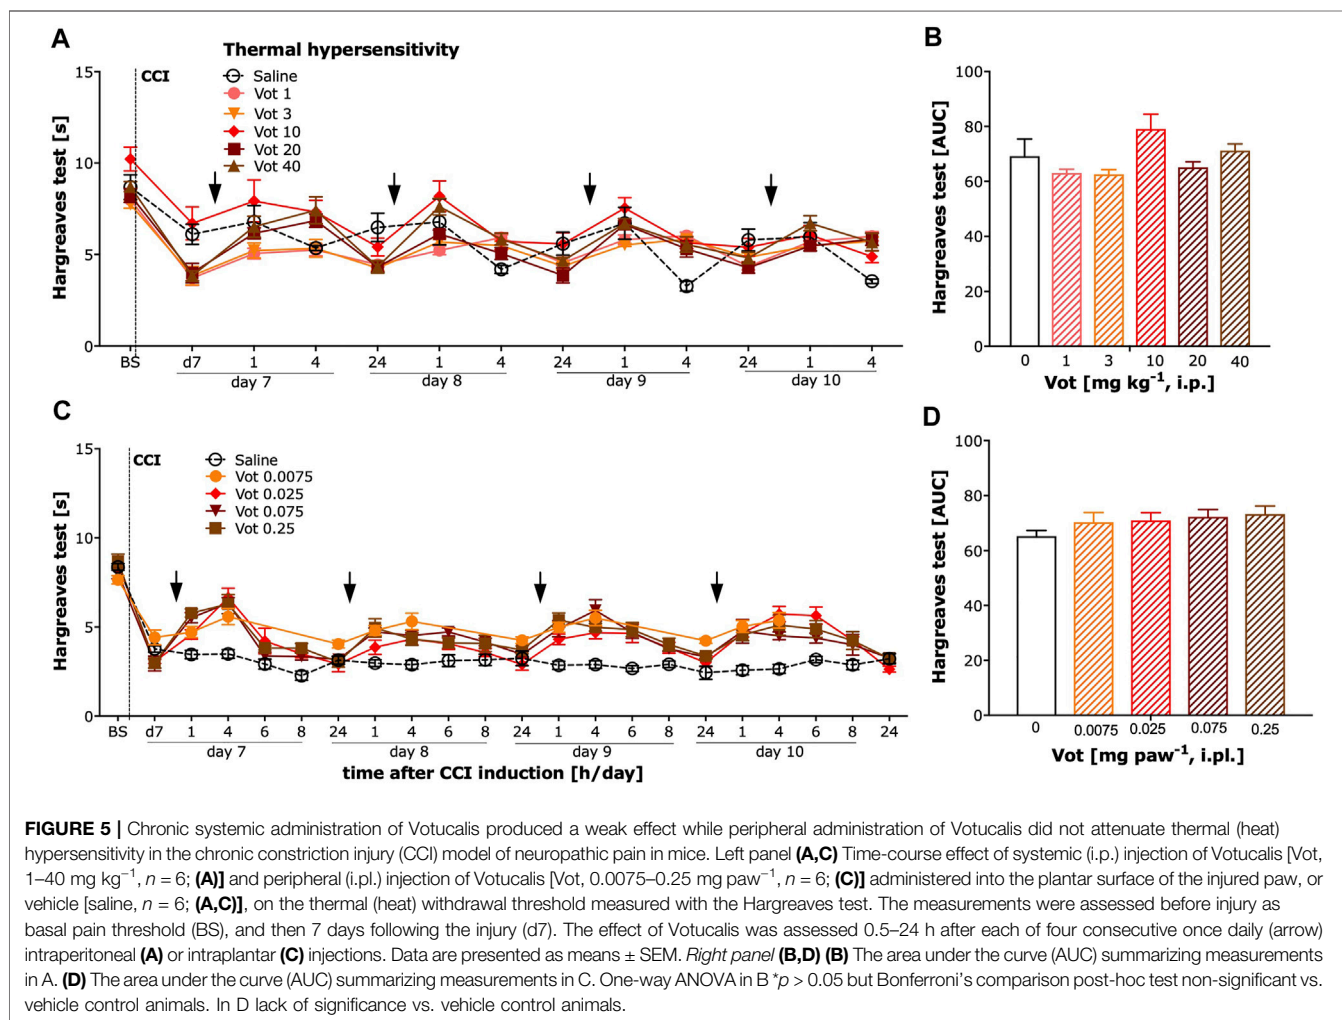 A
Thermal hypersensitivity
Saline
Vot 1
Vot 3
Vot 10
Vot 20
Vot 40
CCI
Hargreaves test [s]
15
10
5
0
BS d7 1 4 24 1 4 24 1 4 24 1 4
day 7 day 8 day 9 day 10
B
Hargreaves test [AUC]
100
80
60
40
20
0
0 1 3 10 20 40
Vot [mg kg⁻¹, i.p.]
C
Saline
Vot 0.0075
Vot 0.025
Vot 0.075
Vot 0.25
CCI
Hargreaves test [s]
15
10
5
0
BS d7 1 4 6 8 24 1 4 6 8 24 1 4 6 8 24 1 4 6 8 24
day 7 day 8 day 9 day 10
time after CCI induction [h/day]
D
Hargreaves test [AUC]
100
80
60
40
20
0
0 0.0075 0.025 0.075 0.25
Vot [mg paw⁻¹, i.pl.]
FIGURE 5 | Chronic systemic administration of Votucalis produced a weak effect while peripheral administration of Votucalis did not attenuate thermal (heat)
hypersensitivity in the chronic constriction injury (CCI) model of neuropathic pain in mice. Left panel (A,C) Time-course effect of systemic (i.p.) injection of Votucalis [Vot,
1–40 mg kg⁻¹, n = 6; (A)] and peripheral (i.pl.) injection of Votucalis [Vot, 0.0075–0.25 mg paw⁻¹, n = 6; (C)] administered into the plantar surface of the injured paw, or
vehicle [saline, n = 6; (A,C)], on the thermal (heat) withdrawal threshold measured with the Hargreaves test. The measurements were assessed before injury as
basal pain threshold (BS), and then 7 days following the injury (d7). The effect of Votucalis was assessed 0.5–24 h after each of four consecutive once daily (arrow)
intraperitoneal (A) or intraplantar (C) injections. Data are presented as means ± SEM. Right panel (B,D) (B) The area under the curve (AUC) summarizing measurements
in A. (D) The area under the curve (AUC) summarizing measurements in C. One-way ANOVA in B *p > 0.05 but Bonferroni's comparison post-hoc test non-significant vs.
vehicle control animals. In D lack of significance vs. vehicle control animals.